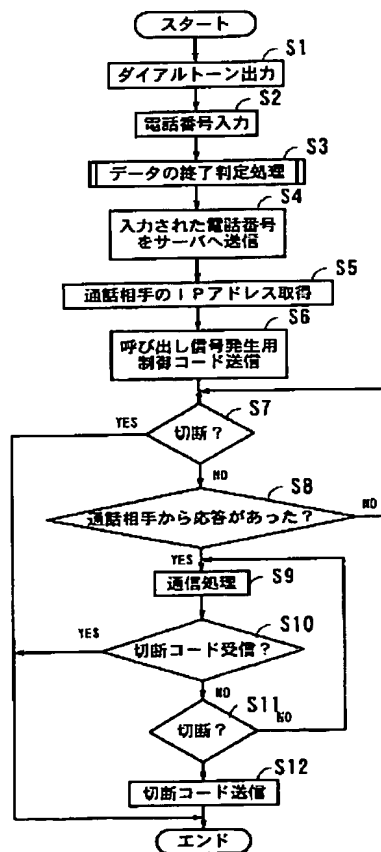 スタート
S1
ダイアルトーン出力
S2
電話番号入力
S3
データの終了判定処理
S4
入力された電話番号
をサーバへ送信
S5
通話相手のIPアドレス取得
S6
呼び出し信号発生用
制御コード送信
S7
YES
切断?
NO
S8
通話相手から応答があった?
NO
YES
S9
通信処理
S10
YES
切断コード受信?
NO
S11
切断?
NO
S12
切断コード送信
エンド